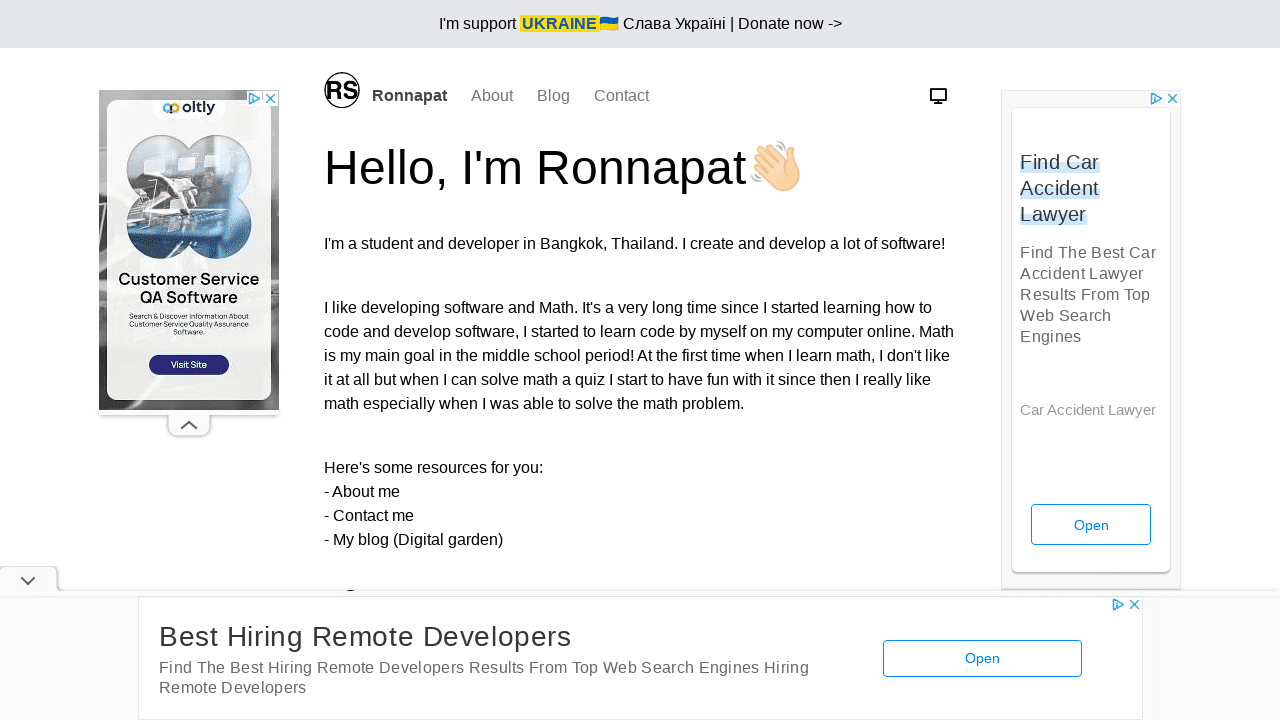 I'm support UKRAINE🇺🇦 Слава Україні | Donate now ->
RS
Ronnapat
About
Blog
Contact
Hello, I'm Ronnapat👋🏻
I'm a student and developer in Bangkok, Thailand. I create and develop a lot of software!
I like developing software and Math. It's a very long time since I started learning how to
code and develop software, I started to learn code by myself on my computer online. Math
is my main goal in the middle school period! At the first time when I learn math, I don't like
it at all but when I can solve math a quiz I start to have fun with it since then I really like
math especially when I was able to solve the math problem.
Here's some resources for you:
- About me
- Contact me
- My blog (Digital garden)
oltly
Customer Service
QA Software
Search & Discover Information About
Customer Service Quality Assurance
Software.
Visit Site
Find Car
Accident
Lawyer
Find The Best Car
Accident Lawyer
Results From Top
Web Search
Engines
Car Accident Lawyer
Open
Best Hiring Remote Developers
Find The Best Hiring Remote Developers Results From Top Web Search Engines Hiring
Remote Developers
Open